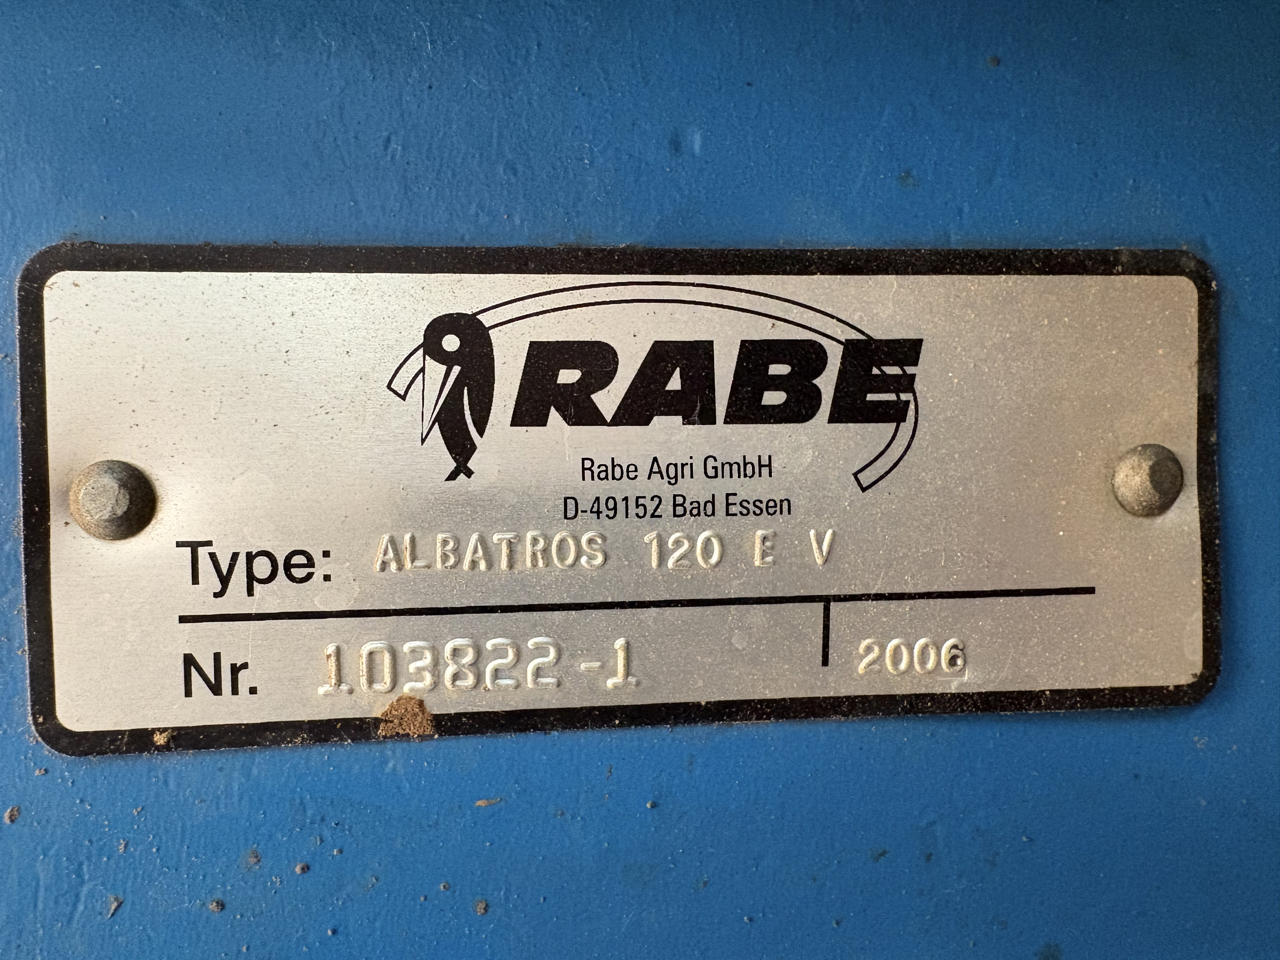 RABE
Rabe Agri GmbH
D-49152 Bad Essen
Type: ALBATROS 120 E V
Nr. 103822-1 2006